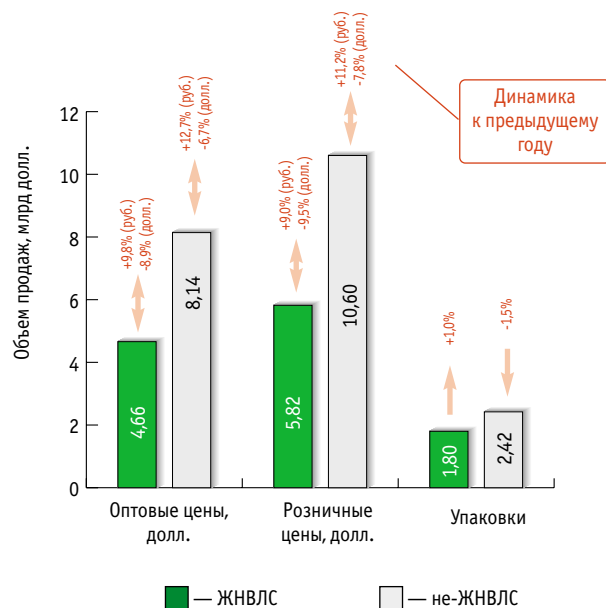 +11,2% (руб.)
-7,8% (долл.)
Динамика
к предыдущему
году
+12,7% (руб.)
-6,7% (долл.)
+9,0% (руб.)
-9,5% (долл.)
+9,8% (руб.)
-8,9% (долл.)
+1,0%
-1,5%
Объем продаж, млрд долл.
12
10
8
6
4
2
0
4,66
8,14
5,82
10,60
1,80
2,42
Оптовые цены,
долл.
Розничные
цены, долл.
Упаковки
— ЖНВЛС
— не-ЖНВЛС